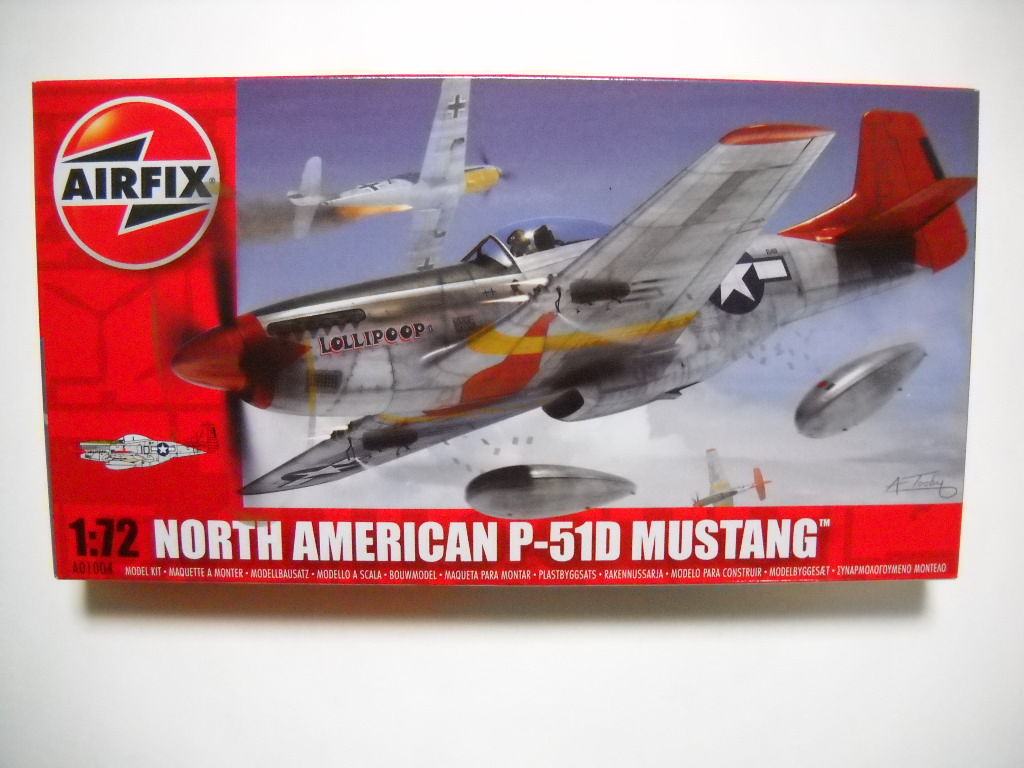 AIRFIX
LOLLIPOOP II
1:72
NORTH AMERICAN P-51D MUSTANG™
A01004
MODEL KIT • MAQUETTE A MONTER • MODELLBAUSATZ • MODELLO A SCALA • BOUWMODEL • MAQUETA PARA MONTAR • PLASTBYGGSATS • RAKENNUSSARJA • MODELO PARA CONSTRUIR • MODELBYGGESÆT • ΣΥΝΑΡΜΟΛΟΓΟΥΜΕΝΟ ΜΟΝΤΕΛΟ